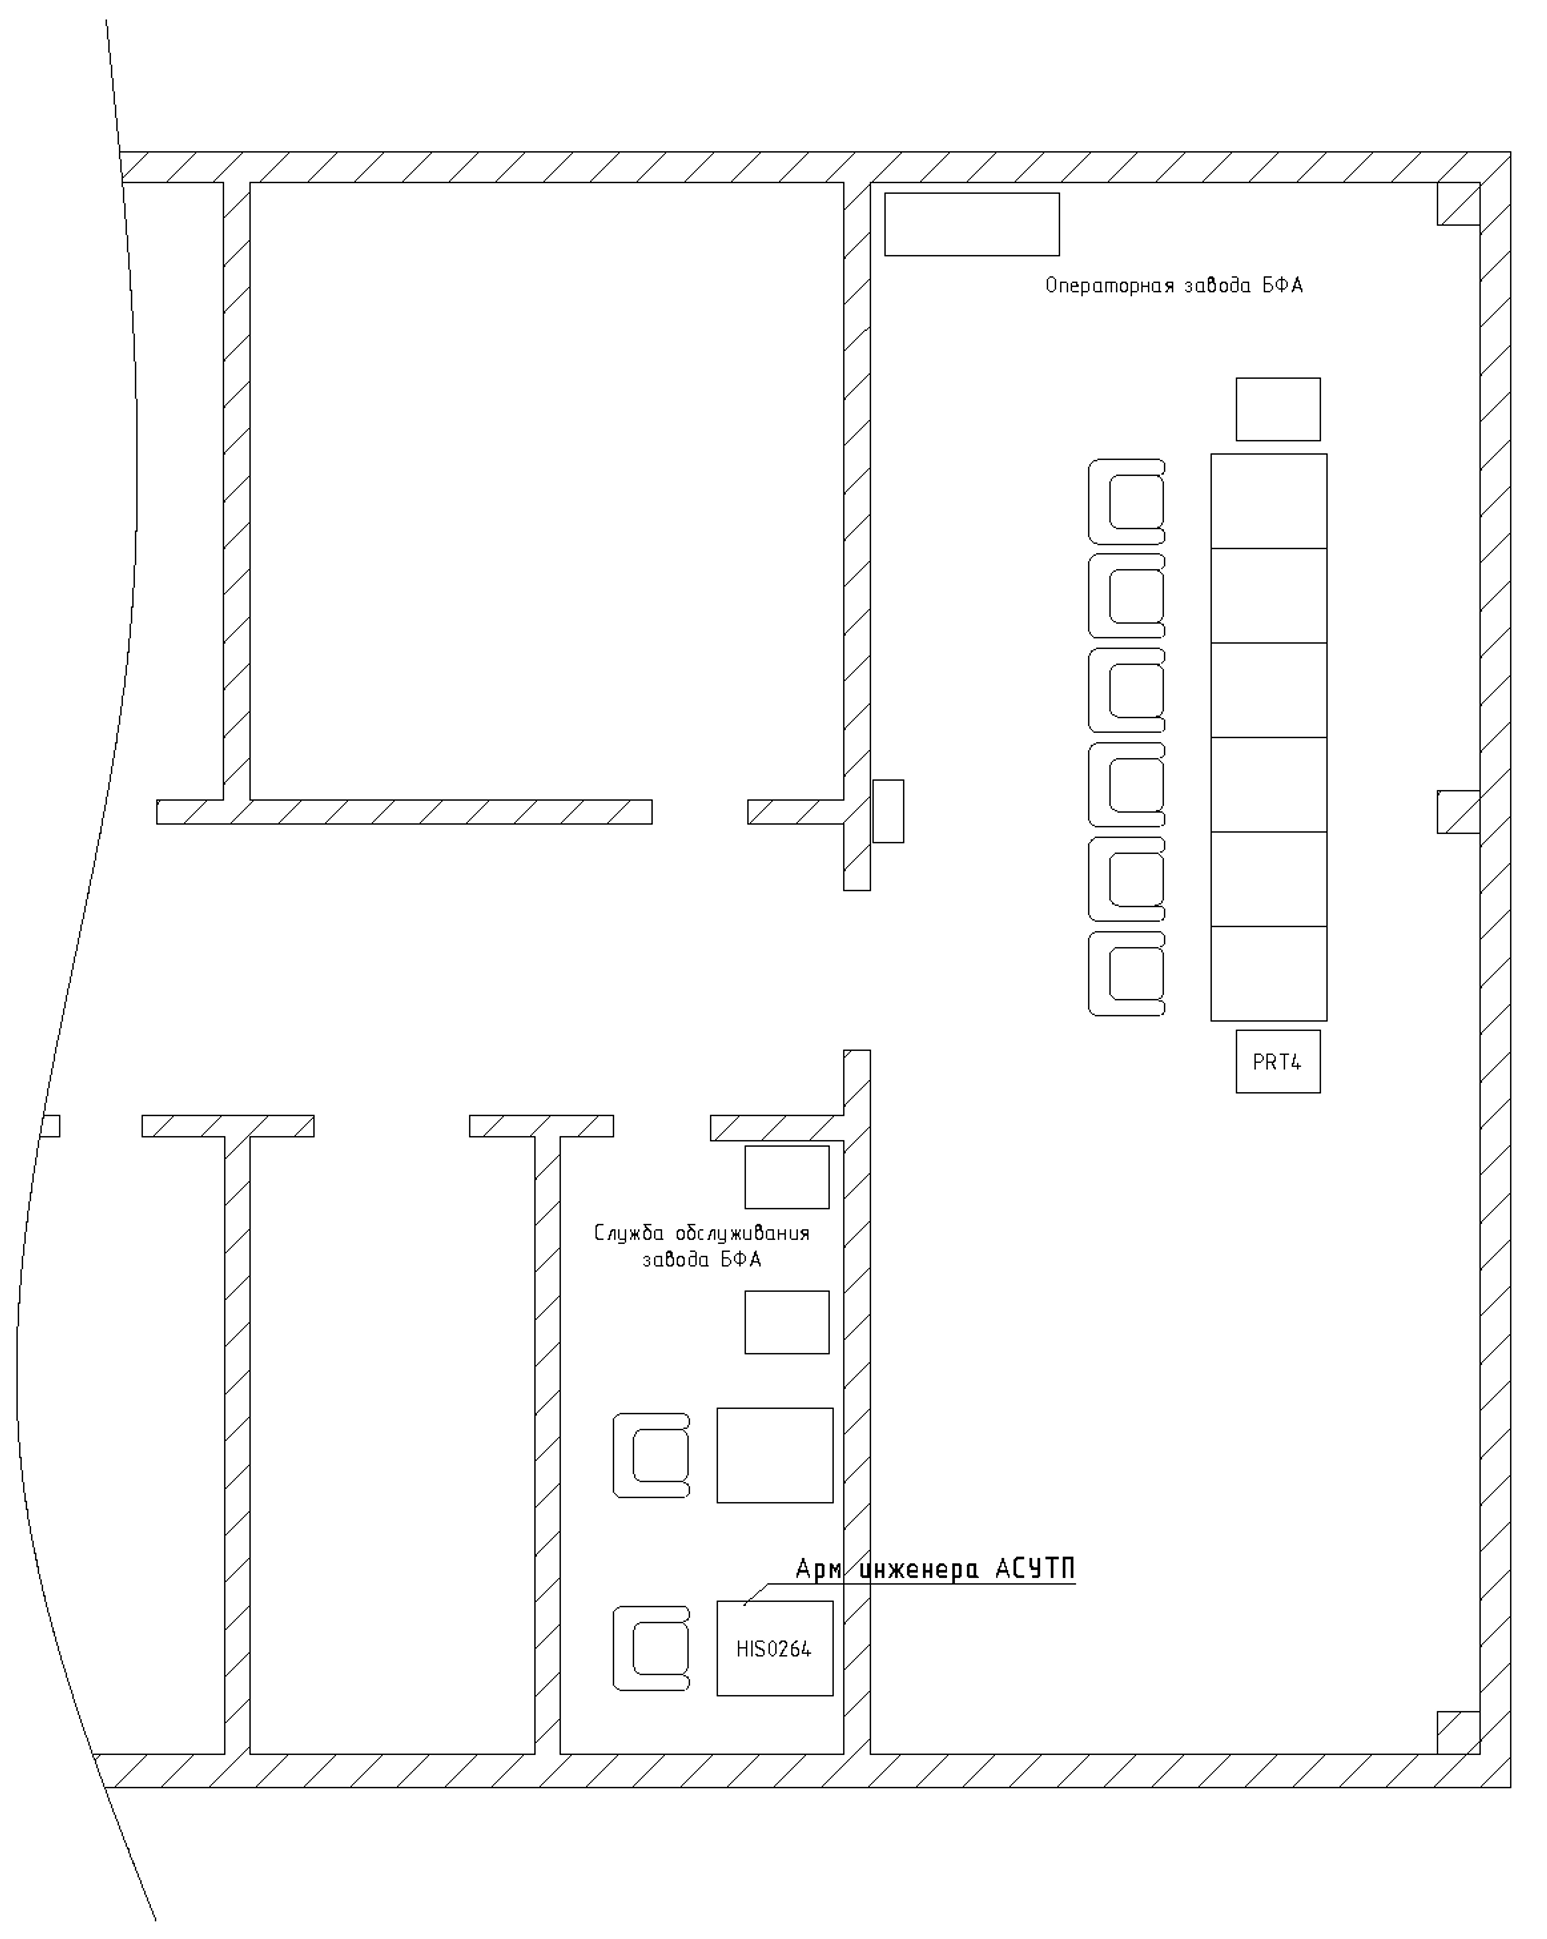 Операторная завода БФА
PRT4
Служба обслуживания
завода БФА
Арм инженера АСУТП
HIS0264